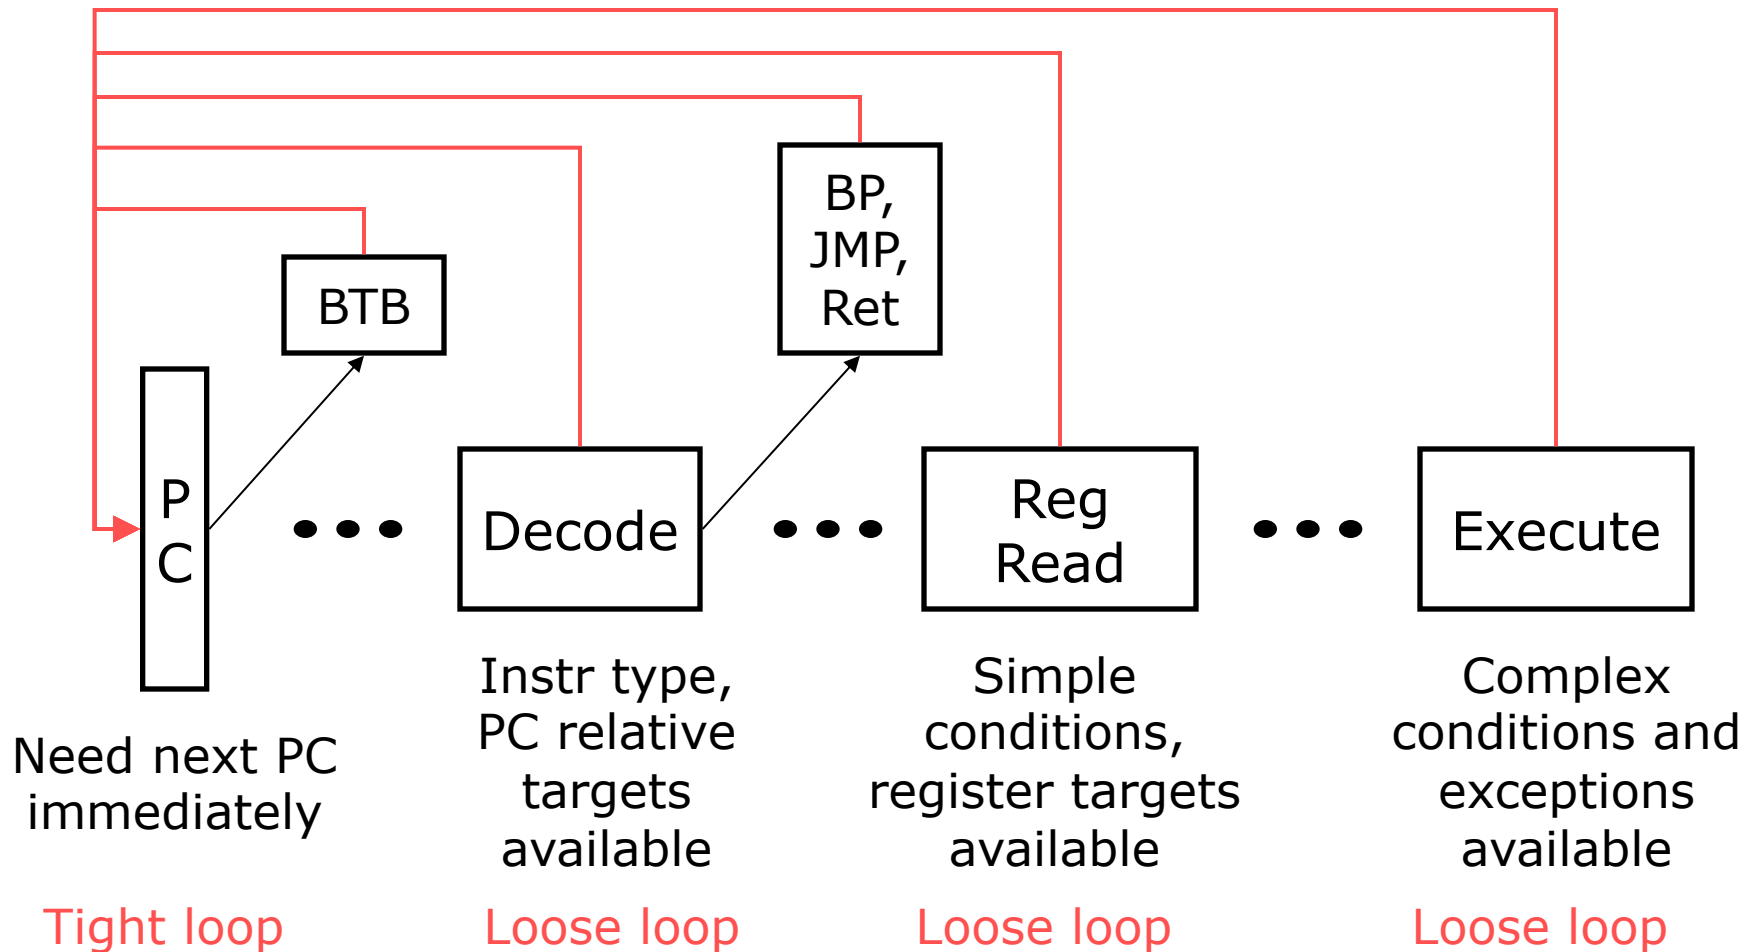 BP,
JMP,
Ret
BTB
P
C
Decode
Reg
Read
Execute
Need next PC
immediately
Instr type,
PC relative
targets
available
Simple
conditions,
register targets
available
Complex
conditions and
exceptions
available
Tight loop
Loose loop
Loose loop
Loose loop